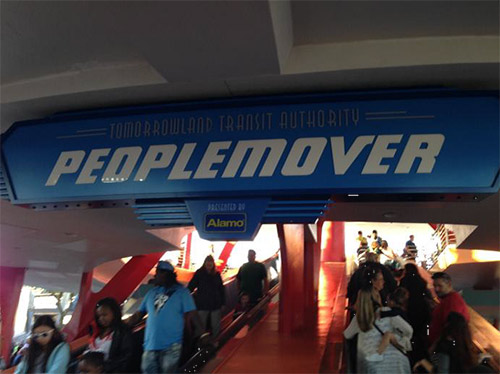 TOMORROWLAND TRANSIT AUTHORITY
PEOPLEMOVER
PRESENTED BY
Alamo